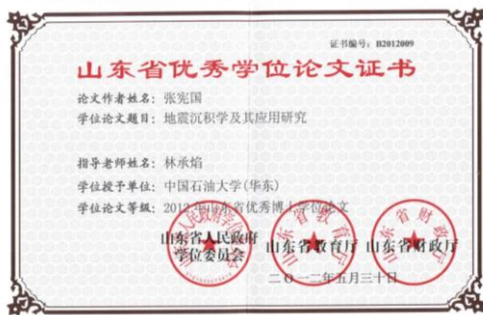 证书编号：B2012009
山东省优秀学位论文证书
论文作者姓名：张宪国
学位论文题目：地震沉积学及其应用研究
指导老师姓名：林承焰
学位授予单位：中国石油大学(华东)
学位论文等级：2012年山东省优秀博士学位论文
山东省人民政府 山东省教育厅 山东省财政厅
学位委员会
二〇一二年五月三十日